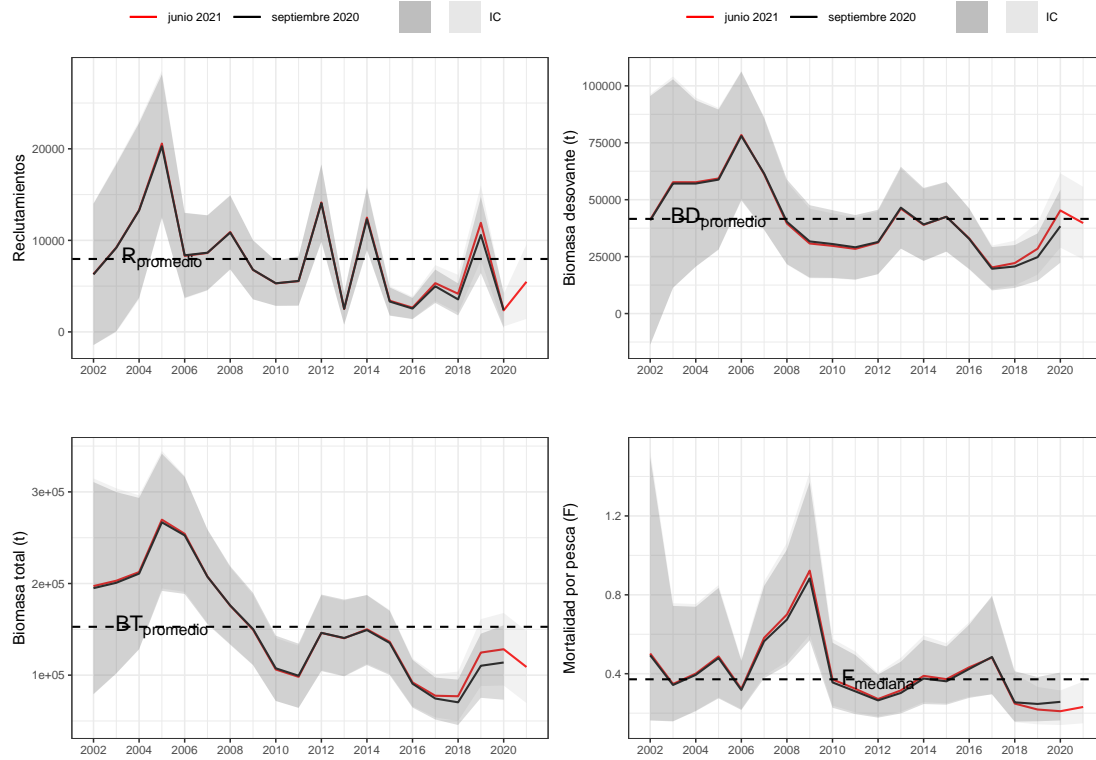 junio 2021 septiembre 2020 IC
Reclutamientos
20000
10000
0
R promedio
2002 2004 2006 2008 2010 2012 2014 2016 2018 2020
junio 2021 septiembre 2020 IC
Biomasa desovante (t)
100000
75000
50000
25000
0
BD promedio
2002 2004 2006 2008 2010 2012 2014 2016 2018 2020
Biomasa total (t)
3e+05
2e+05
1e+05
BT promedio
2002 2004 2006 2008 2010 2012 2014 2016 2018 2020
Mortalidad por pesca (F)
1.2
0.8
0.4
F mediana
2002 2004 2006 2008 2010 2012 2014 2016 2018 2020